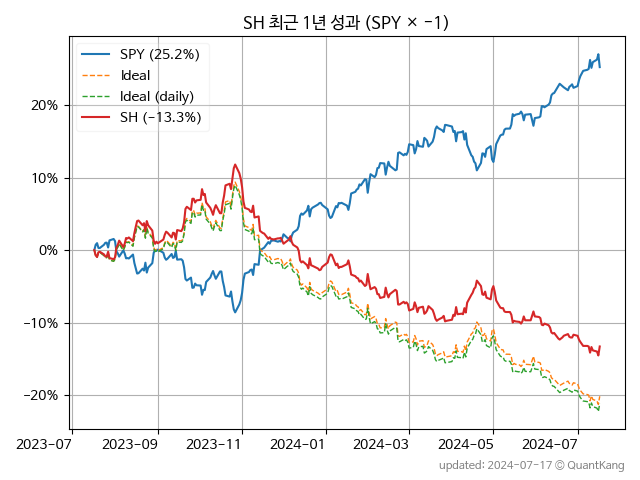 SH 최근 1년 성과 (SPY × −1)
SPY (25.2%)
Ideal
Ideal (daily)
SH (−13.3%)
20%
10%
0%
−10%
−20%
2023-07 2023-09 2023-11 2024-01 2024-03 2024-05 2024-07
updated: 2024-07-17 © QuantKang